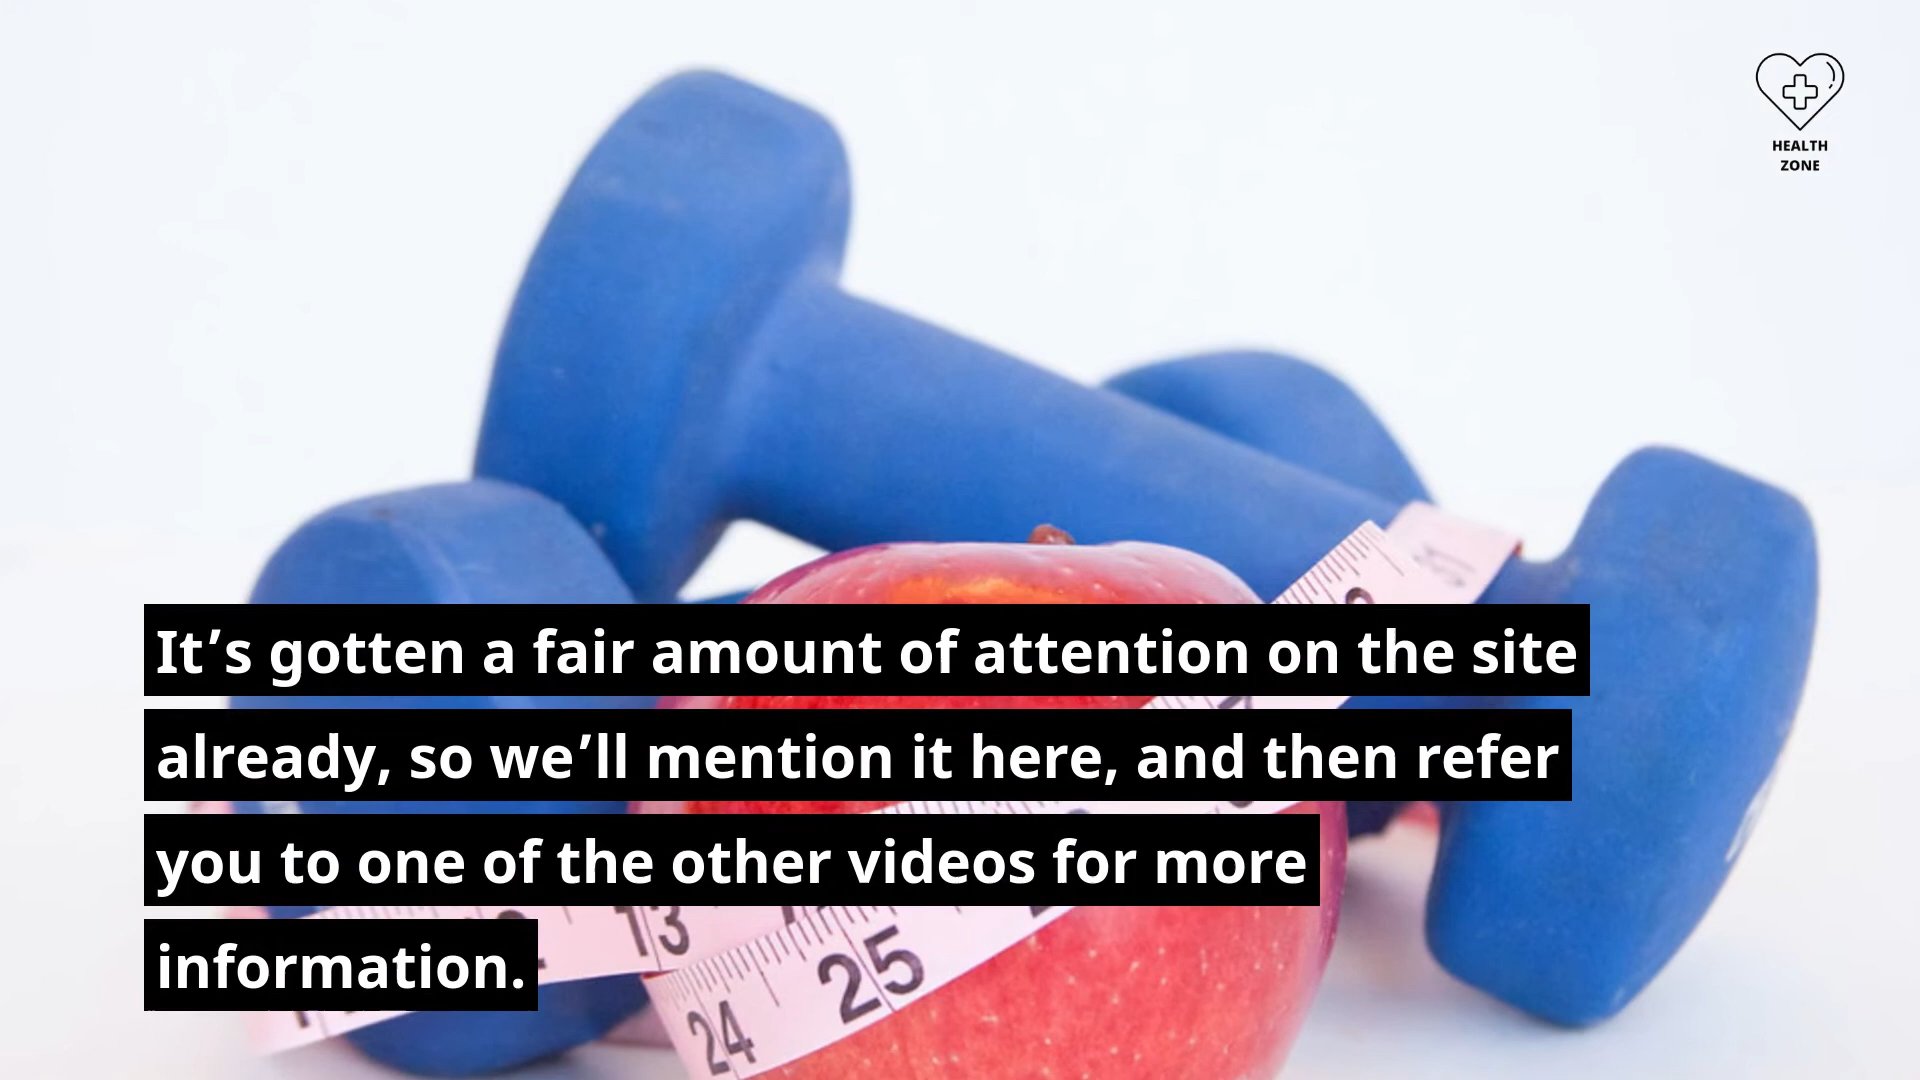 HEALTH
ZONE
It’s gotten a fair amount of attention on the site
already, so we’ll mention it here, and then refer
you to one of the other videos for more
information.
13
25
24